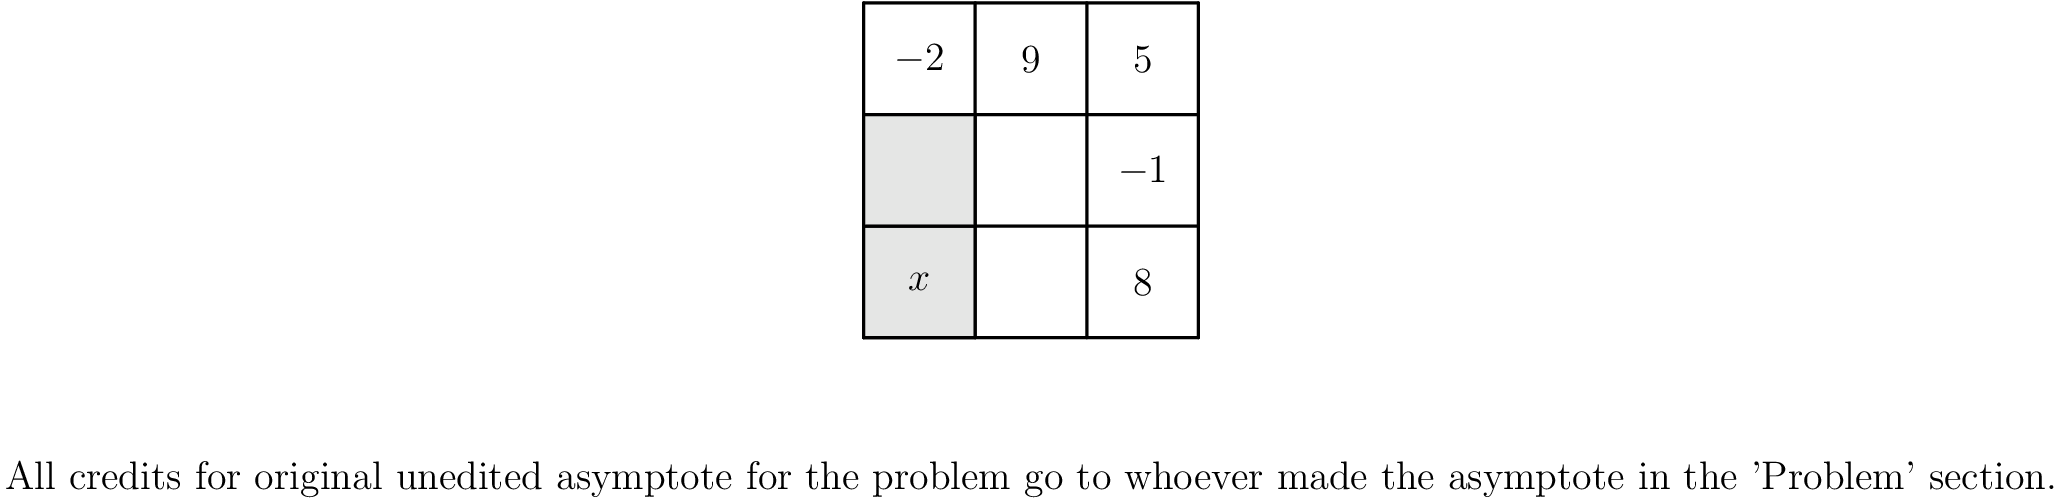 −2 9 5
−1
x 8
All credits for original unedited asymptote for the problem go to whoever made the asymptote in the ’Problem’ section.